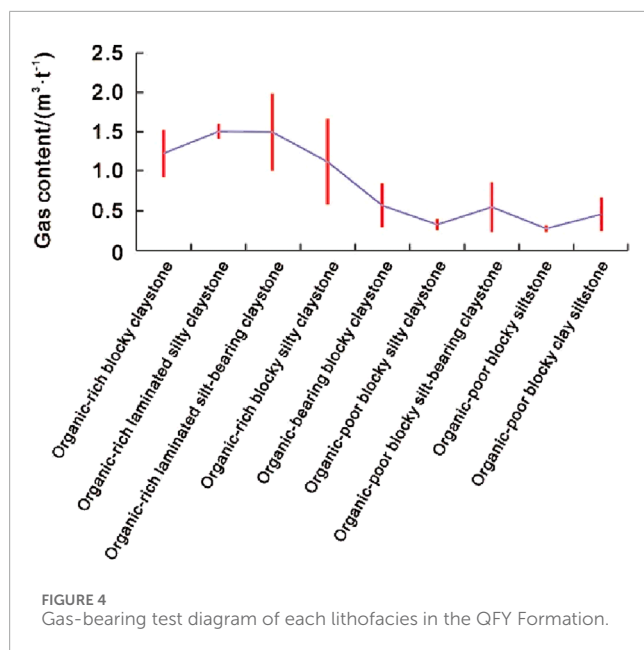 2.5
2.0
1.5
1.0
0.5
0
Gas content/(m³·t⁻¹)
Organic-rich blocky claystone
Organic-rich laminated silty claystone
Organic-rich laminated silt-bearing claystone
Organic-rich blocky silty claystone
Organic-bearing blocky claystone
Organic-poor blocky silty claystone
Organic-poor blocky silt-bearing claystone
Organic-poor blocky siltstone
Organic-poor blocky clay siltstone
FIGURE 4
Gas-bearing test diagram of each lithofacies in the QFY Formation.